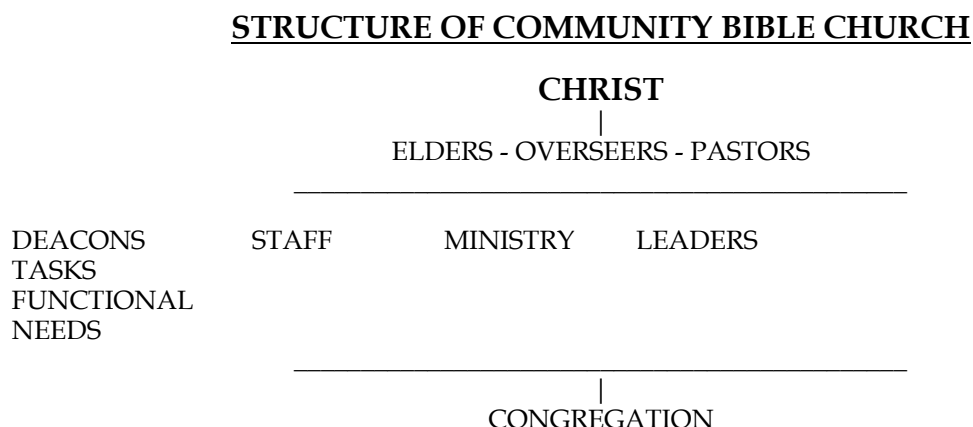 STRUCTURE OF COMMUNITY BIBLE CHURCH
CHRIST
|
ELDERS - OVERSEERS - PASTORS
DEACONS STAFF MINISTRY LEADERS
TASKS
FUNCTIONAL
NEEDS
|
CONGREGATION